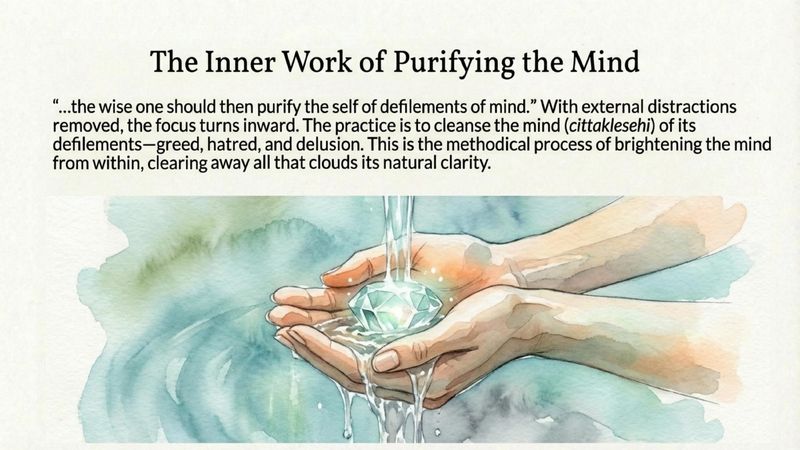 The Inner Work of Purifying the Mind
“...the wise one should then purify the self of defilements of mind.” With external distractions
removed, the focus turns inward. The practice is to cleanse the mind (cittaklesehi) of its
defilements—greed, hatred, and delusion. This is the methodical process of brightening the mind
from within, clearing away all that clouds its natural clarity.